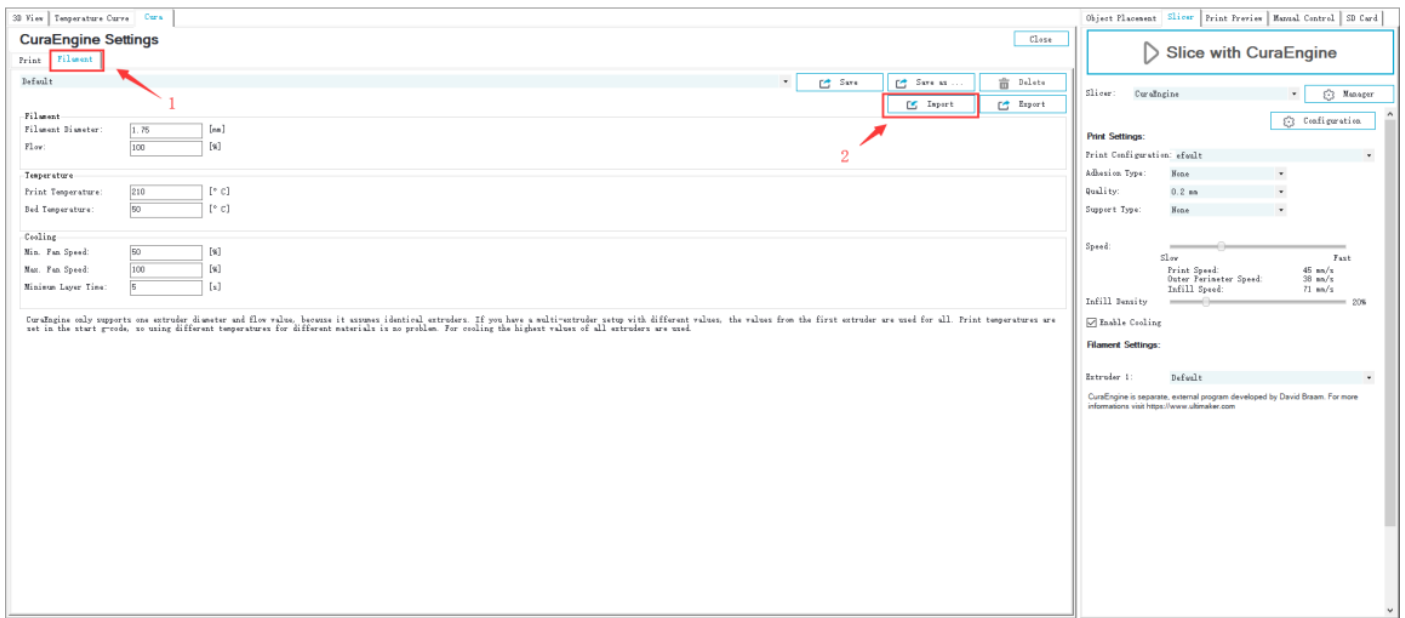 3D View Temperature Curve Cura
CuraEngine Settings
Close
Print Filament
1
Default
Save
Save as ...
Delete
Import
Export
2
Filament
Filament Diameter: 1.75 [mm]
Flow: 100 [%]
Temperature
Print Temperature: 210 [° C]
Bed Temperature: 50 [° C]
Cooling
Min. Fan Speed: 50 [%]
Max. Fan Speed: 100 [%]
Minimum Layer Time: 5 [s]
CuraEngine only supports one extruder diameter and flow value, because it assumes identical extruders. If you have a multi-extruder setup with different values, the values from the first extruder are used for all. Print temperatures are
set in the start g-code, so using different temperatures for different materials is no problem. For cooling the highest values of all extruders are used.
Object Placement Slicer Print Preview Manual Control SD Card
Slice with CuraEngine
Slicer: CuraEngine
Manager
Configuration
Print Settings:
Print Configuration: efault
Adhesion Type: None
Quality: 0.2 mm
Support Type: None
Speed:
Slow Fast
Print Speed: 45 mm/s
Outer Perimeter Speed: 38 mm/s
Infill Speed: 71 mm/s
Infill Density 20%
Enable Cooling
Filament Settings:
Extruder 1: Default
CuraEngine is separate, external program developed by David Braam. For more
informations visit https://www.ultimaker.com